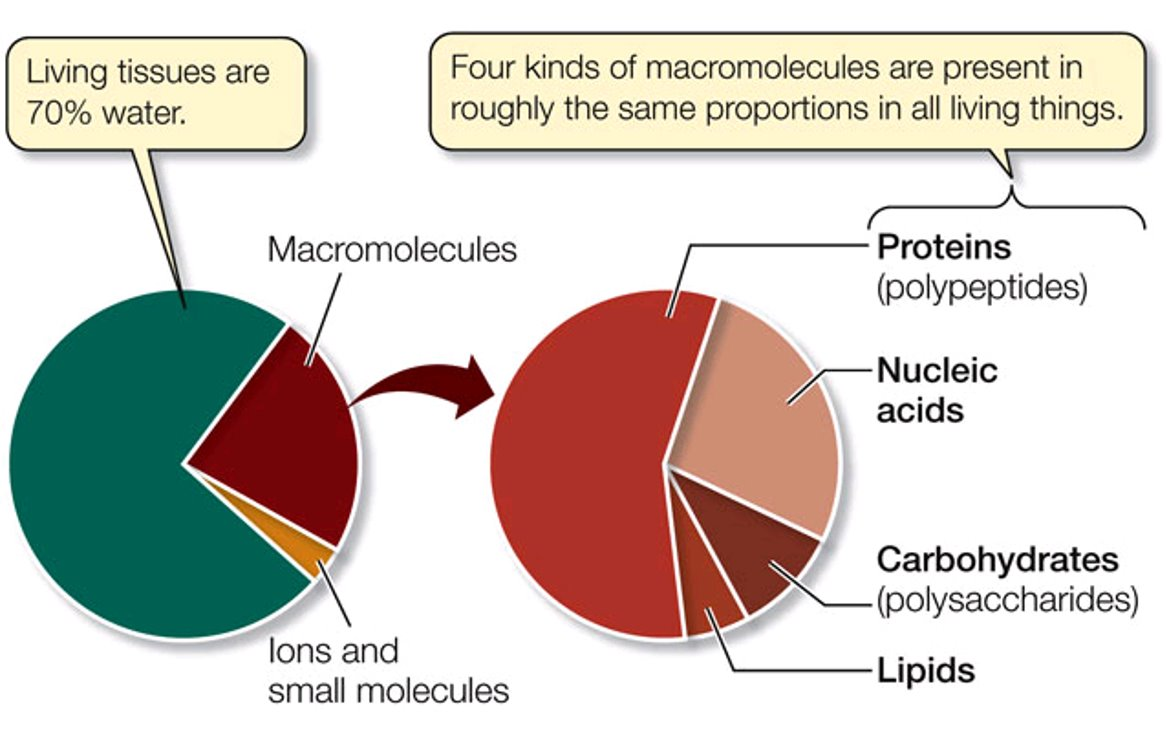 Living tissues are
70% water.
Four kinds of macromolecules are present in
roughly the same proportions in all living things.
Macromolecules
Proteins
(polypeptides)
Nucleic
acids
Carbohydrates
(polysaccharides)
Lipids
Ions and
small molecules